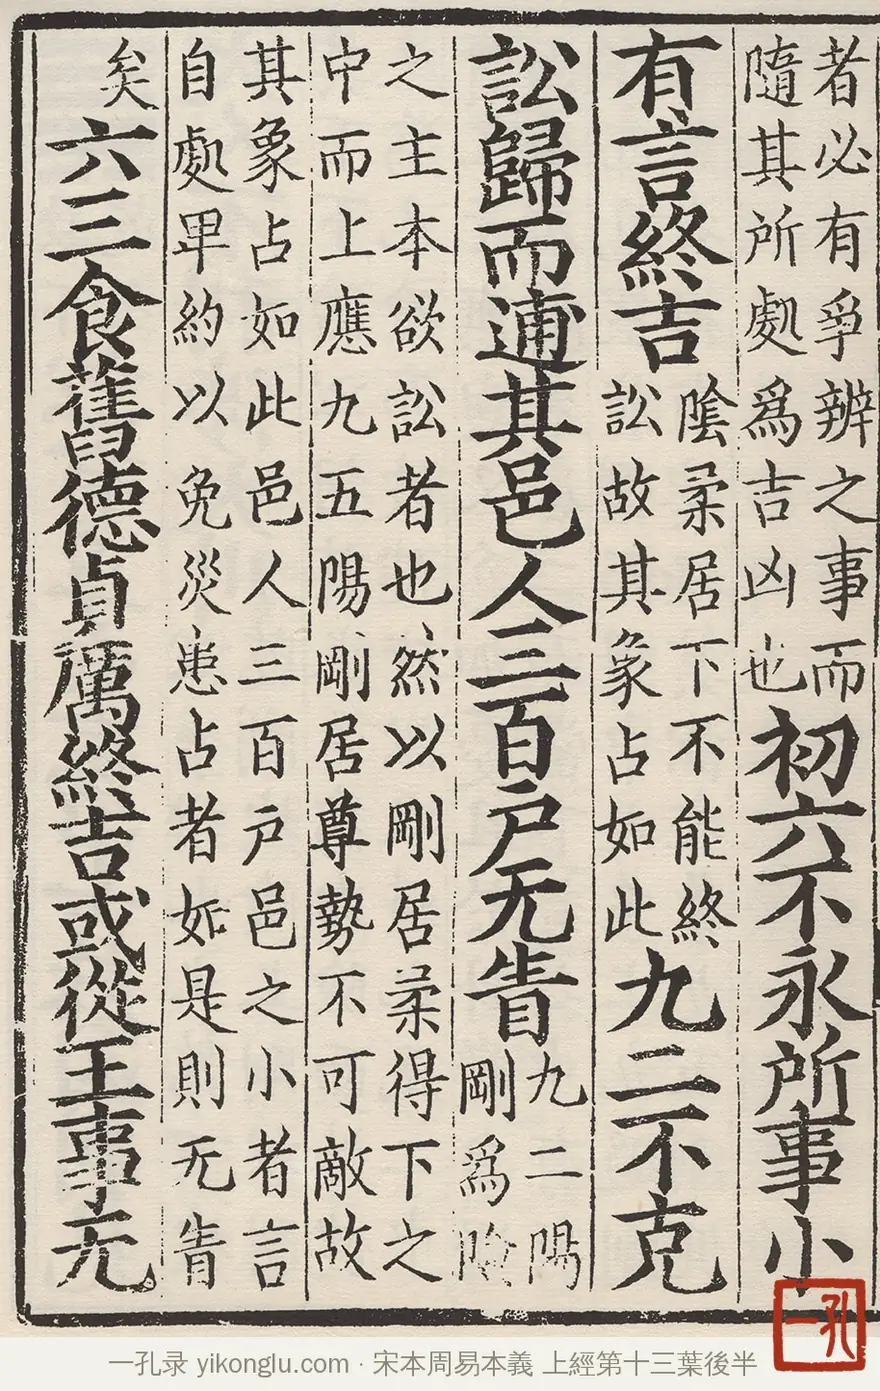 者必有爭辨之事而
隨其所處爲吉凶也
初六不永所事小
有言終吉
陰柔居下不能終
訟故其象占如此
九二不克
訟歸而逋其邑人三百户无眚
九二陽
剛爲險
之主本欲訟者也然以剛居柔得下之
中而上應九五陽剛居尊勢不可敵故
其象占如此邑人三百户邑之小者言
自處卑約以免災患占者如是則无眚
矣
六三食舊德貞厲終吉或從王事无
一孔
一孔录 yikonglu.com · 宋本周易本義 上經第十三葉後半